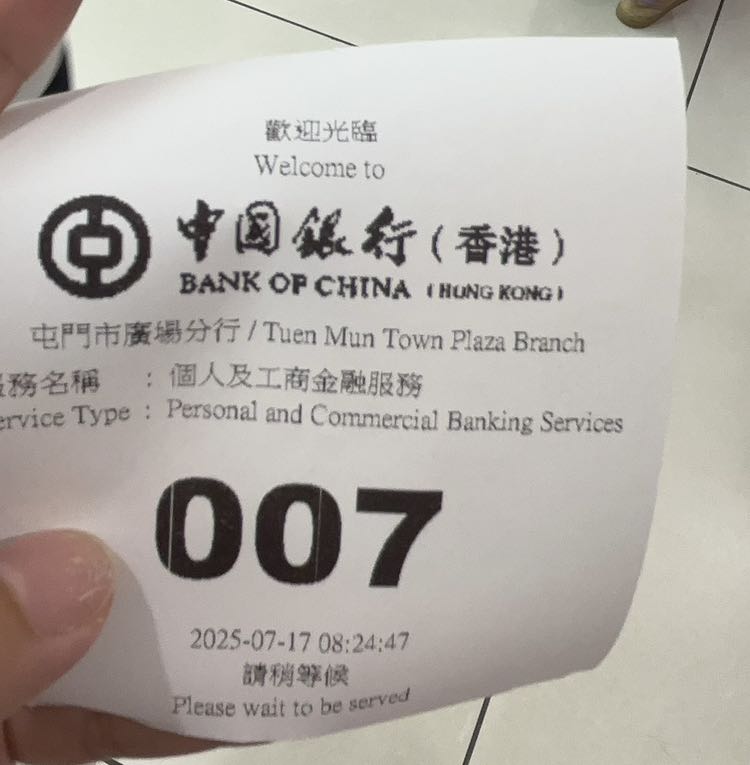 歡迎光臨
Welcome to
中國銀行(香港)
BANK OF CHINA (HONG KONG)
屯門市廣場分行 / Tuen Mun Town Plaza Branch
務名稱 : 個人及工商金融服務
ervice Type : Personal and Commercial Banking Services
007
2025-07-17 08:24:47
請稍等候
Please wait to be served